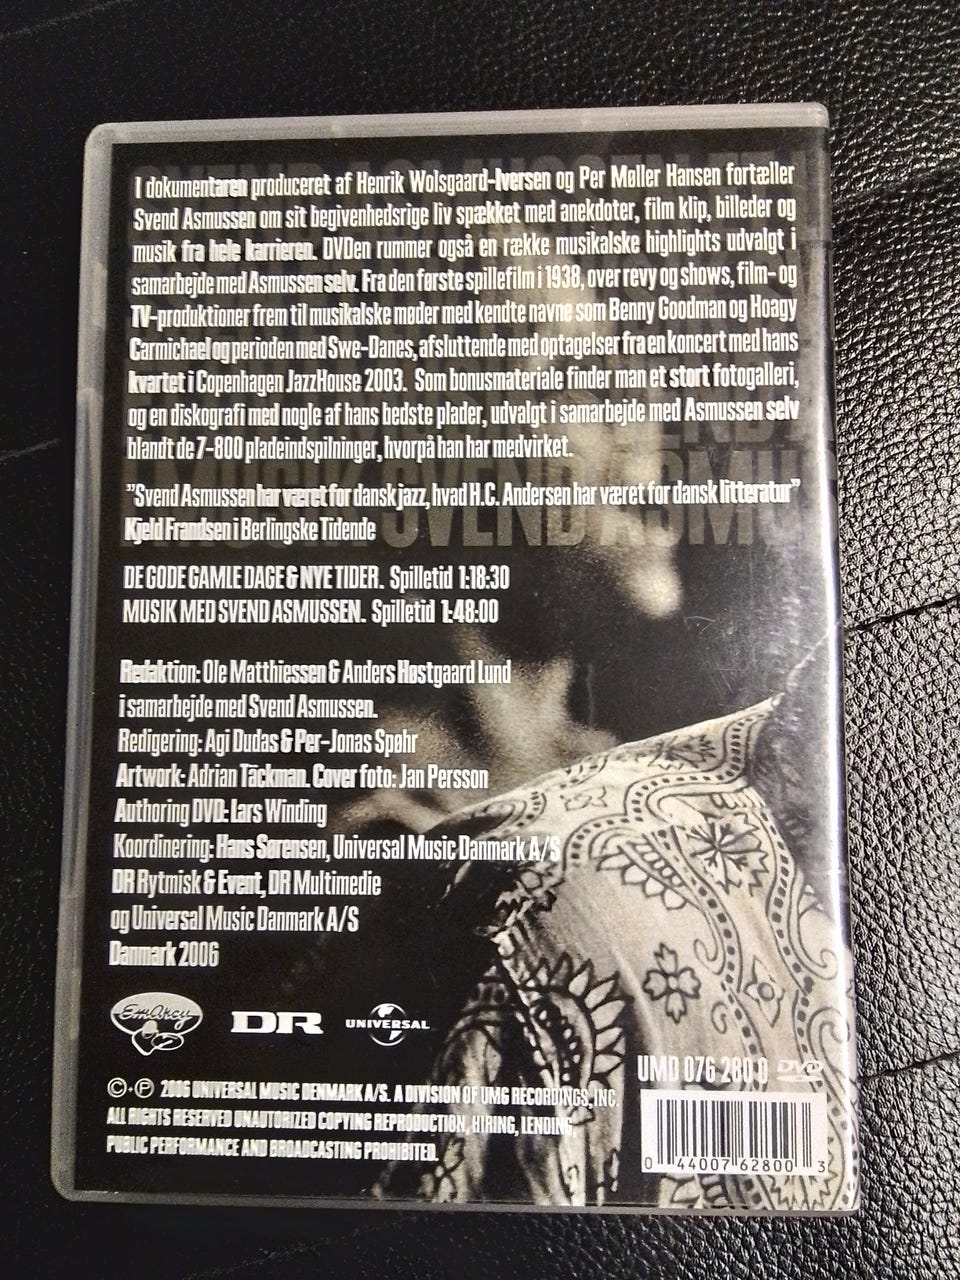 I dokumentaren produceret af Henrik Wolsgaard-Iversen og Per Møller Hansen fortæller
Svend Asmussen om sit begivenhedsrige liv spækket med anekdoter, film klip, billeder og
musik fra hele karrieren. DVDen rummer også en række musikalske highlights udvalgt i
samarbejde med Asmussen selv. Fra den første spillefilm i 1938, over revy og shows, film- og
TV-produktioner frem til musikalske møder med kendte navne som Benny Goodman og Hoagy
Carmichael og perioden med Swe-Danes, afsluttende med optagelser fra en koncert med hans
kvartet i Copenhagen JazzHouse 2003. Som bonusmateriale finder man et stort fotogalleri,
og en diskografi med nogle af hans bedste plader, udvalgt i samarbejde med Asmussen selv
blandt de 7-800 pladeindspilninger, hvorpå han har medvirket.
"Svend Asmussen har været for dansk jazz, hvad H.C. Andersen har været for dansk litteratur"
Kjeld Frandsen i Berlingske Tidende
DE GODE GAMLE DAGE & NYE TIDER. Spilletid 1:18:30
MUSIK MED SVEND ASMUSSEN. Spilletid 1:48:00
Redaktion: Ole Matthiessen & Anders Høstgaard Lund
i samarbejde med Svend Asmussen.
Redigering: Agi Dudas & Per-Jonas Spøhr
Artwork: Adrian Täckman. Cover foto: Jan Persson
Authoring DVD: Lars Winding
Koordinering: Hans Sørensen, Universal Music Danmark A/S
DR Rytmisk & Event, DR Multimedie
og Universal Music Danmark A/S
Danmark 2006
EmArcy DR UNIVERSAL
UMD 076 280 0 DVD
©+℗ 2006 UNIVERSAL MUSIC DENMARK A/S. A DIVISION OF UMG RECORDINGS, INC.
ALL RIGHTS RESERVED UNAUTORIZED COPYING REPRODUCTION, HIRING, LENDING,
PUBLIC PERFORMANCE AND BROADCASTING PROHIBITED.
0 44007 62800 3